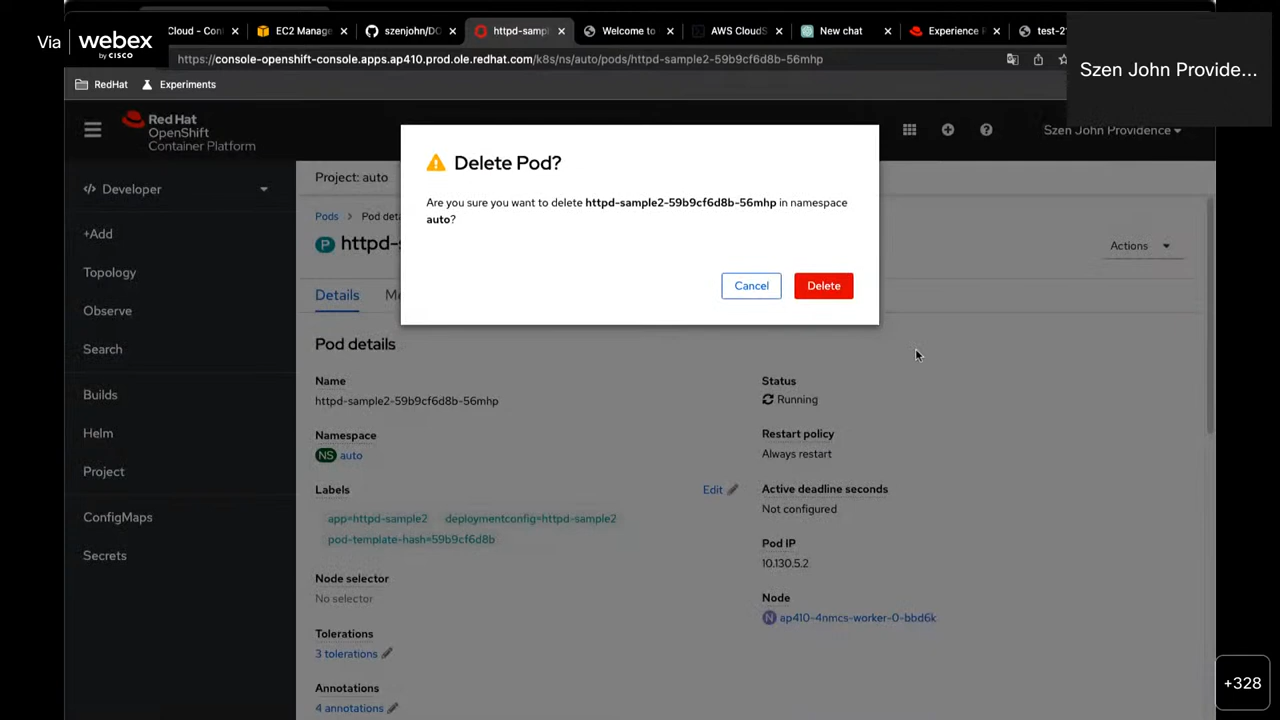 Via webex
by CISCO
Cloud - Con
EC2 Manage
szenjohn/DO
httpd-sampl
Welcome to
AWS CloudS
New chat
Experience F
test-2
https://console-openshift-console.apps.ap410.prod.ole.redhat.com/k8s/ns/auto/pods/httpd-sample2-59b9cf6d8b-56mhp
Szen John Provide...
RedHat
Experiments
Red Hat
OpenShift
Container Platform
Szen John Providence
Developer
+Add
Topology
Observe
Search
Builds
Helm
Project
ConfigMaps
Secrets
Project: auto
Pods > Pod deta
P httpd-s
Actions
Details
Me
Delete Pod?
Are you sure you want to delete httpd-sample2-59b9cf6d8b-56mhp in namespace
auto?
Cancel
Delete
Pod details
Name
httpd-sample2-59b9cf6d8b-56mhp
Namespace
NS auto
Labels
Edit
app=httpd-sample2
deploymentconfig=httpd-sample2
pod-template-hash=59b9cf6d8b
Node selector
No selector
Tolerations
3 tolerations
Annotations
4 annotations
Status
Running
Restart policy
Always restart
Active deadline seconds
Not configured
Pod IP
10.130.5.2
Node
N ap410-4nmcs-worker-0-bbd6k
+328